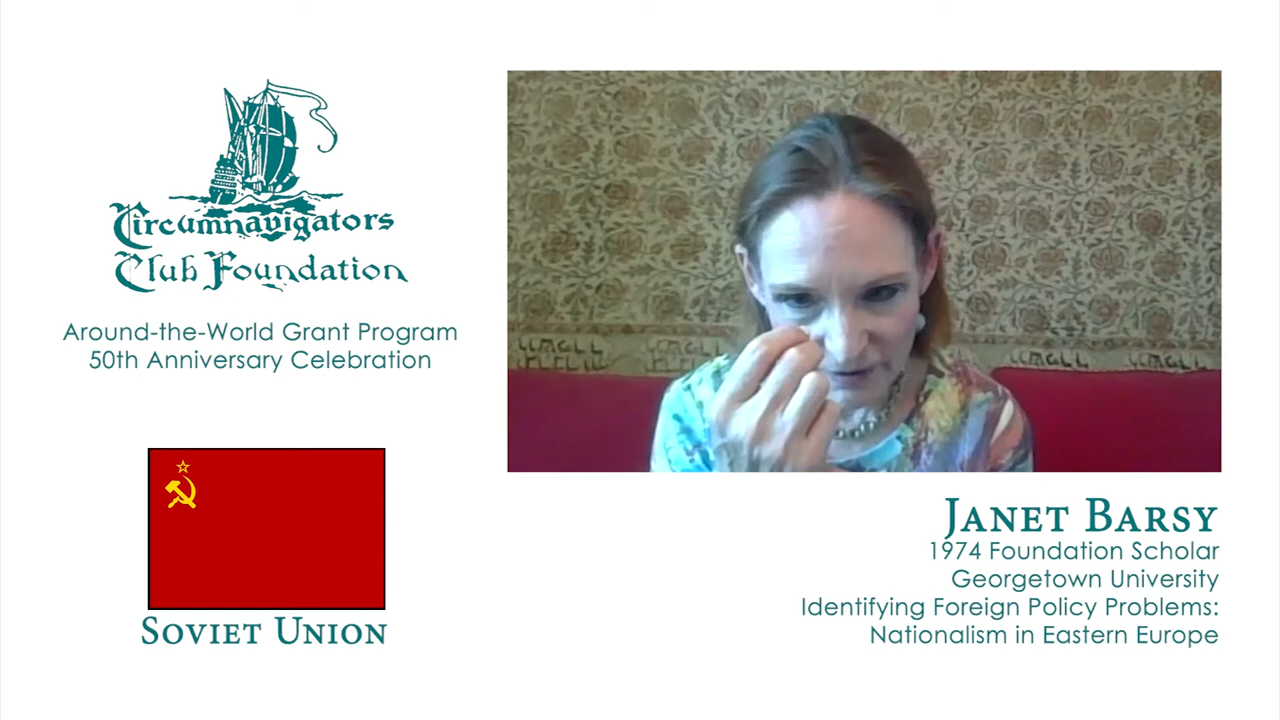 Circumnavigators
Club Foundation
Around-the-World Grant Program
50th Anniversary Celebration
Soviet Union
Janet Barsy
1974 Foundation Scholar
Georgetown University
Identifying Foreign Policy Problems:
Nationalism in Eastern Europe